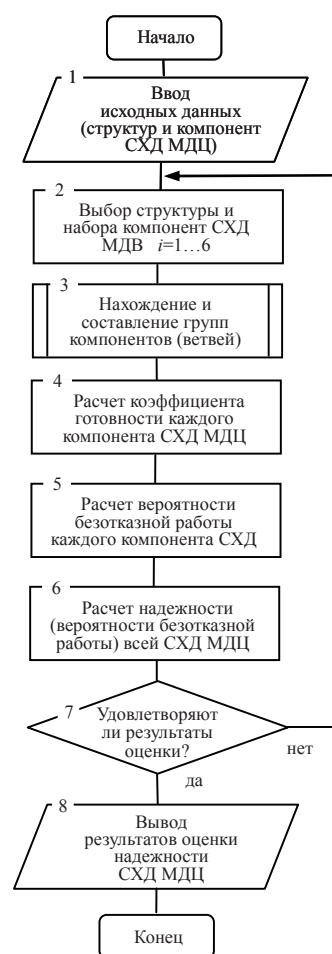 Начало
1
Ввод
исходных данных
(структур и компонент
СХД МДЦ)
2
Выбор структуры и
набора компонент СХД
МДВ i=1…6
3
Нахождение и
составление групп
компонентов (ветвей)
4
Расчет коэффициента
готовности каждого
компонента СХД МДЦ
5
Расчет вероятности
безотказной работы
каждого компонента СХД
6
Расчет надежности
(вероятности безотказной
работы) всей СХД МДЦ
7
Удовлетворяют
ли результаты
оценки?
нет
да
8
Вывод
результатов оценки
надежности
СХД МДЦ
Конец